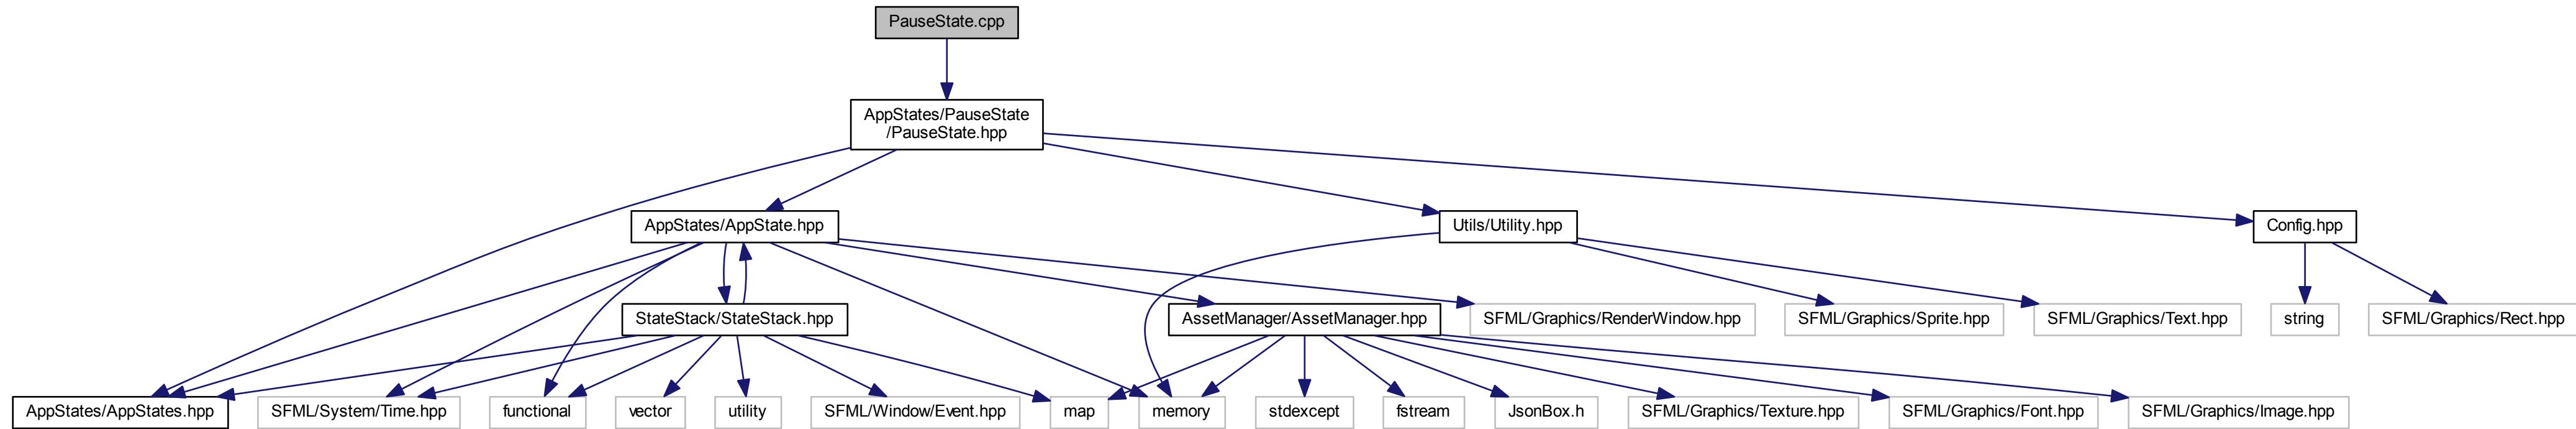 PauseState.cpp
AppStates/PauseState
/PauseState.hpp
AppStates/AppState.hpp
Utils/Utility.hpp
Config.hpp
StateStack/StateStack.hpp
AssetManager/AssetManager.hpp
SFML/Graphics/RenderWindow.hpp
SFML/Graphics/Sprite.hpp
SFML/Graphics/Text.hpp
string
SFML/Graphics/Rect.hpp
AppStates/AppStates.hpp
SFML/System/Time.hpp
functional
vector
utility
SFML/Window/Event.hpp
map
memory
stdexcept
fstream
JsonBox.h
SFML/Graphics/Texture.hpp
SFML/Graphics/Font.hpp
SFML/Graphics/Image.hpp